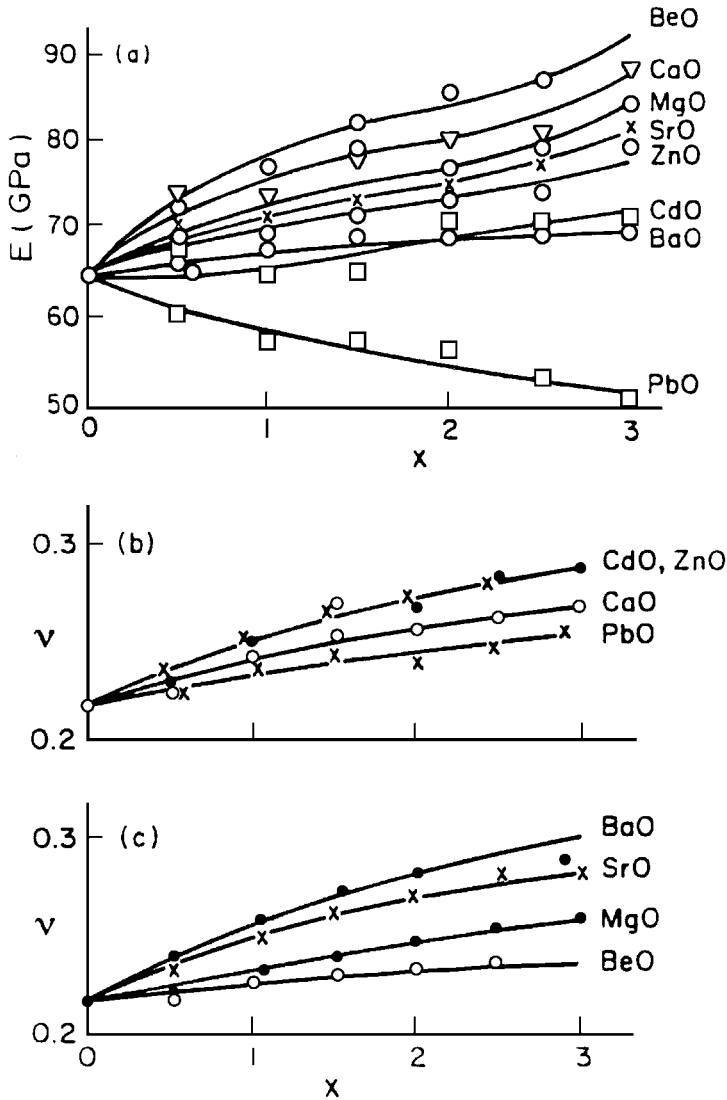 (a)
90
80
70
60
50
E (GPa)
BeO
CaO
MgO
SrO
ZnO
CdO
BaO
PbO
0 1 2 3
X
(b)
0.3
ν
0.2
CdO, ZnO
CaO
PbO
(c)
0.3
ν
0.2
BaO
SrO
MgO
BeO
0 1 2 3
X